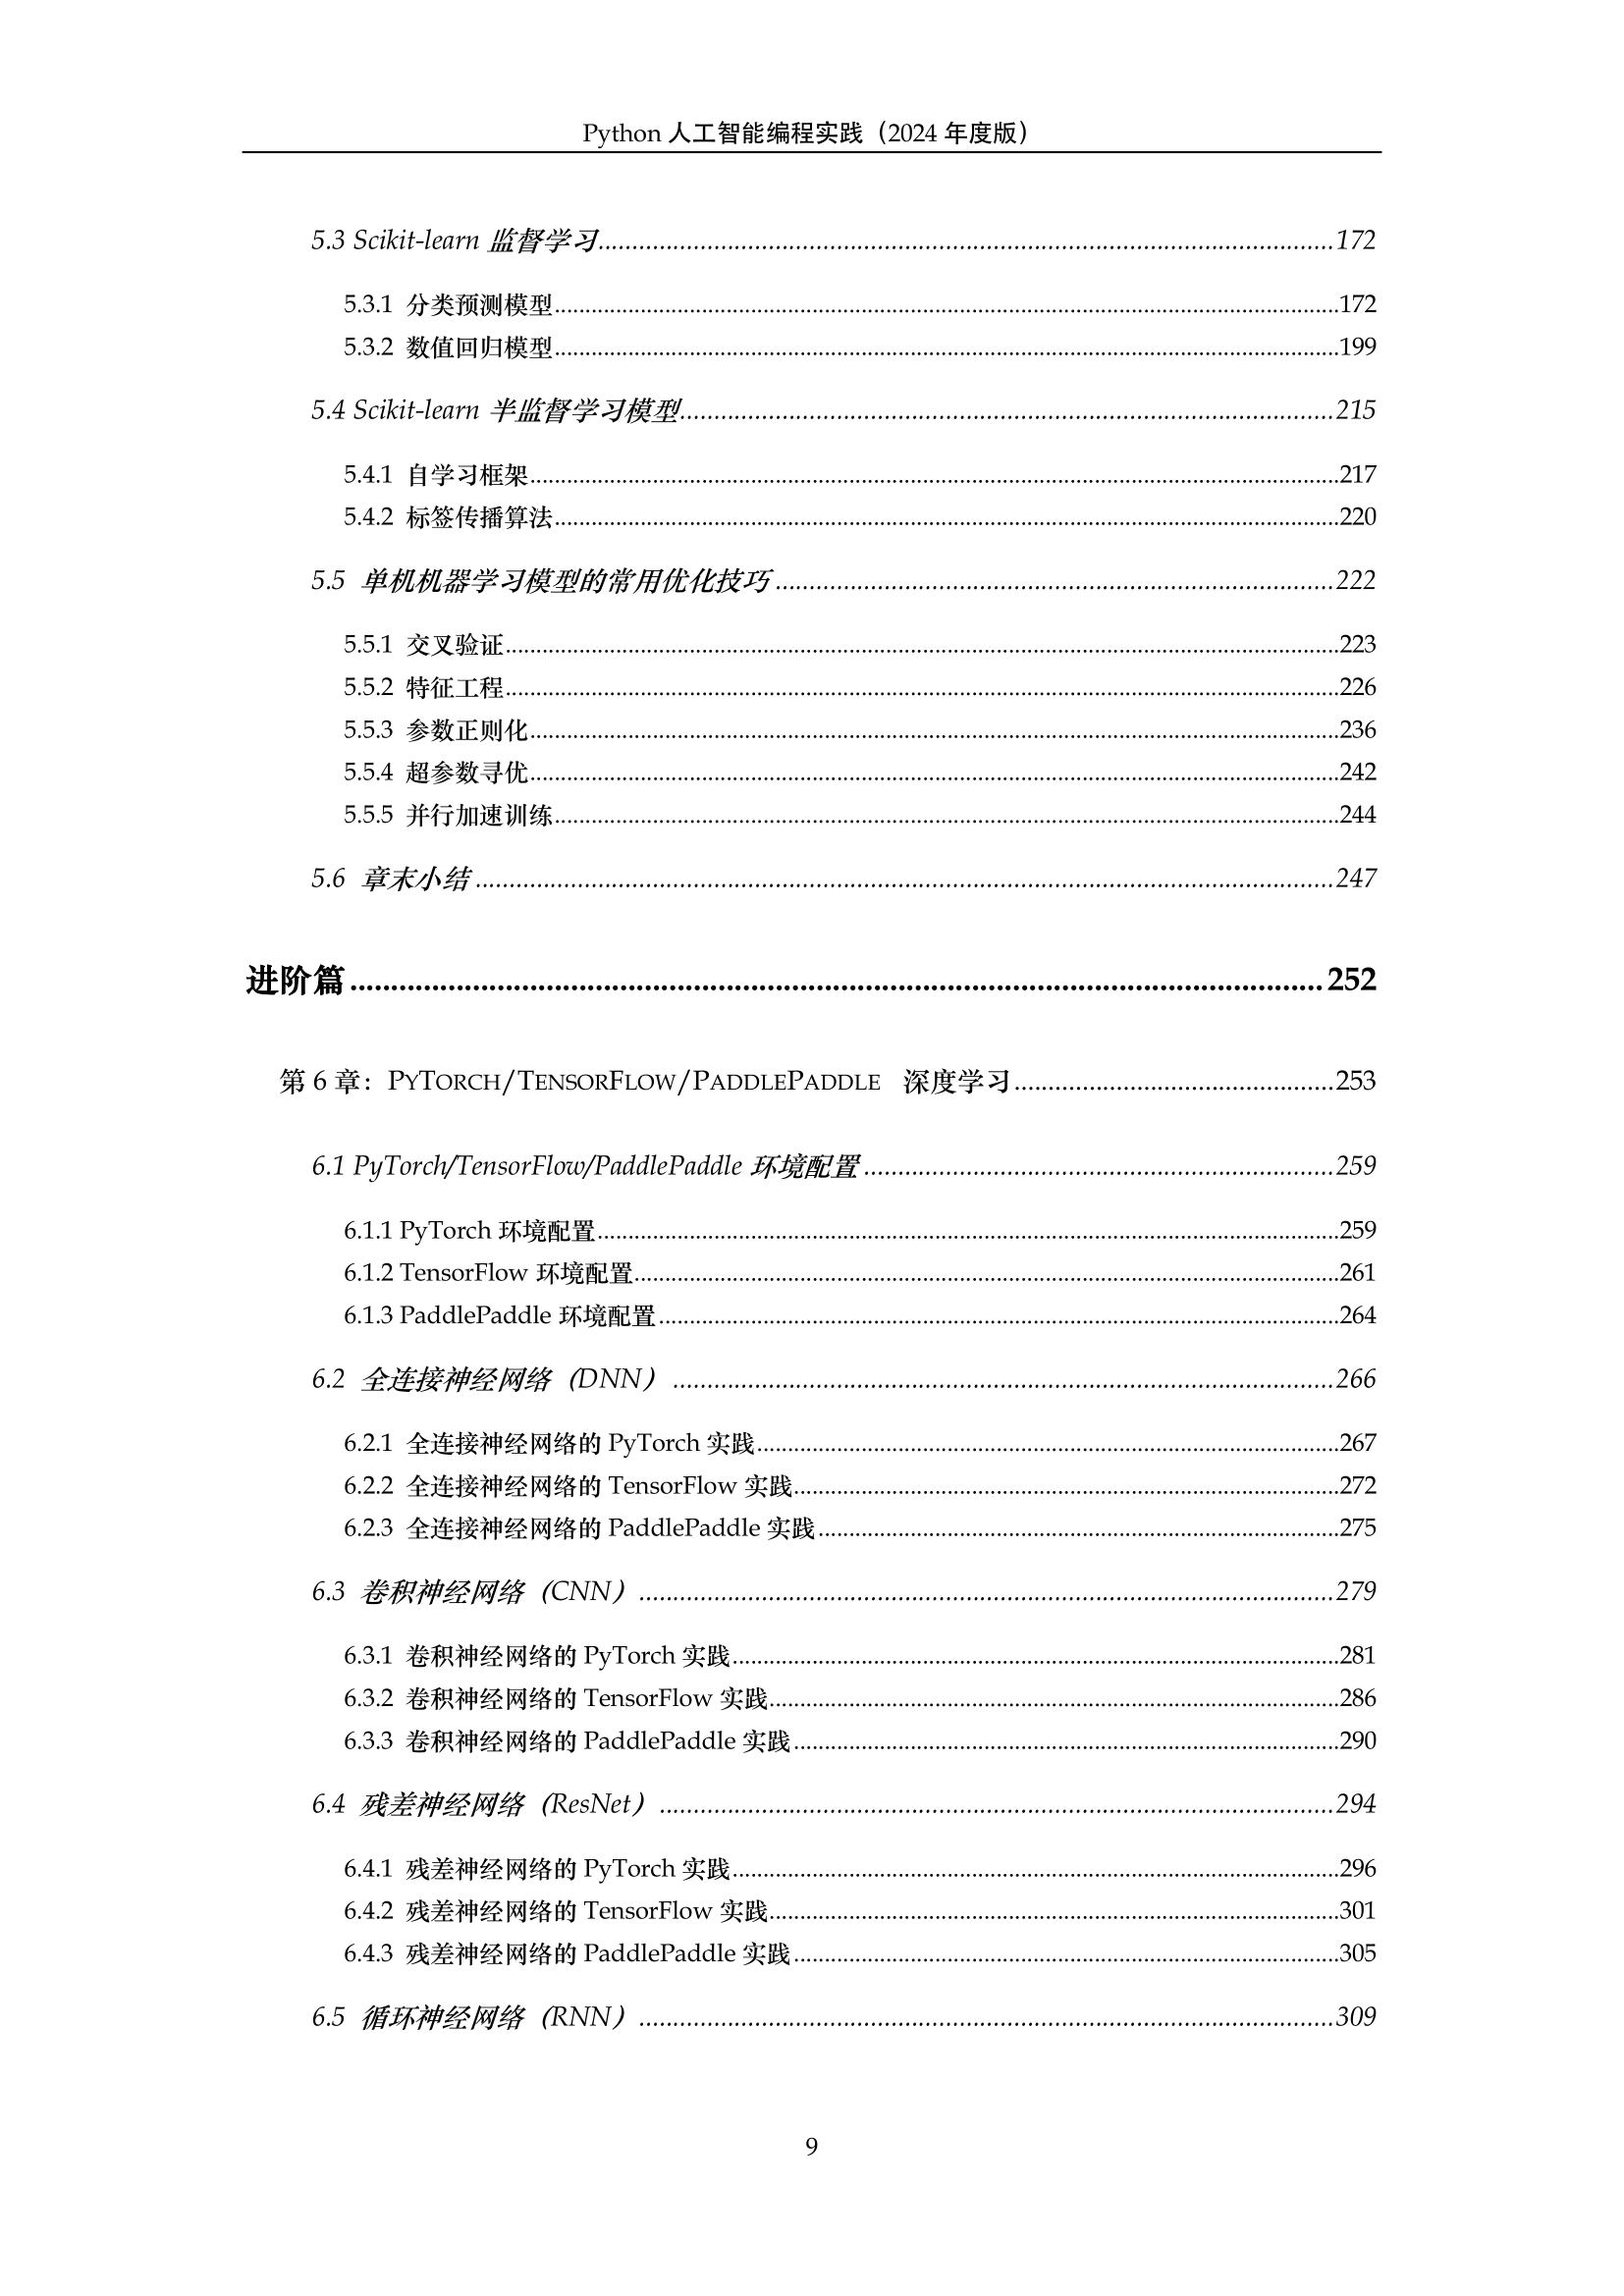 Python 人工智能编程实践（2024 年度版）
5.3 Scikit-learn 监督学习.....172
5.3.1 分类预测模型.....172
5.3.2 数值回归模型.....199
5.4 Scikit-learn 半监督学习模型.....215
5.4.1 自学习框架.....217
5.4.2 标签传播算法.....220
5.5 单机机器学习模型的常用优化技巧.....222
5.5.1 交叉验证.....223
5.5.2 特征工程.....226
5.5.3 参数正则化.....236
5.5.4 超参数寻优.....242
5.5.5 并行加速训练.....244
5.6 章末小结.....247
进阶篇.....252
第 6 章：PYTORCH/TENSORFLOW/PADDLEPADDLE 深度学习.....253
6.1 PyTorch/TensorFlow/PaddlePaddle 环境配置.....259
6.1.1 PyTorch 环境配置.....259
6.1.2 TensorFlow 环境配置.....261
6.1.3 PaddlePaddle 环境配置.....264
6.2 全连接神经网络（DNN）.....266
6.2.1 全连接神经网络的 PyTorch 实践.....267
6.2.2 全连接神经网络的 TensorFlow 实践.....272
6.2.3 全连接神经网络的 PaddlePaddle 实践.....275
6.3 卷积神经网络（CNN）.....279
6.3.1 卷积神经网络的 PyTorch 实践.....281
6.3.2 卷积神经网络的 TensorFlow 实践.....286
6.3.3 卷积神经网络的 PaddlePaddle 实践.....290
6.4 残差神经网络（ResNet）.....294
6.4.1 残差神经网络的 PyTorch 实践.....296
6.4.2 残差神经网络的 TensorFlow 实践.....301
6.4.3 残差神经网络的 PaddlePaddle 实践.....305
6.5 循环神经网络（RNN）.....309
9